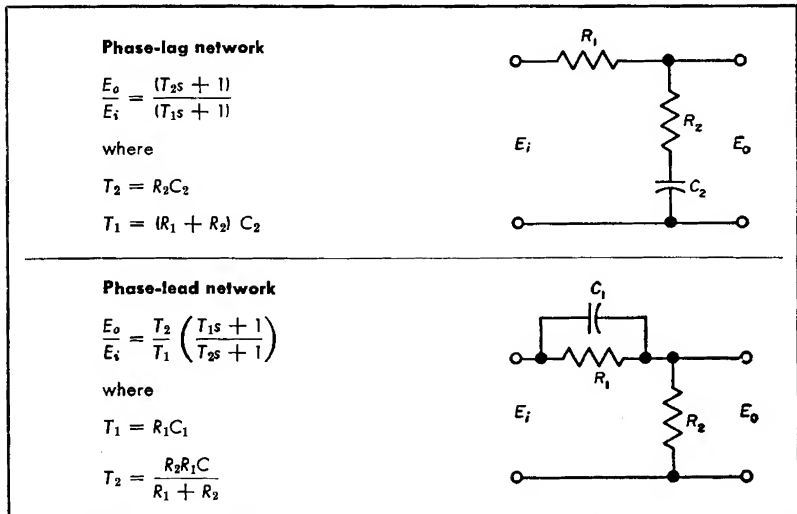 Phase-lag network
E_o/E_i = (T_2s + 1)/(T_1s + 1)
where
T_2 = R_2C_2
T_1 = (R_1 + R_2) C_2
R_1
R_2
C_2
E_i
E_o
Phase-lead network
E_o/E_i = T_2/T_1 (T_1s + 1/T_2s + 1)
where
T_1 = R_1C_1
T_2 = R_2R_1C/R_1 + R_2
C_1
R_1
R_2
E_i
E_o